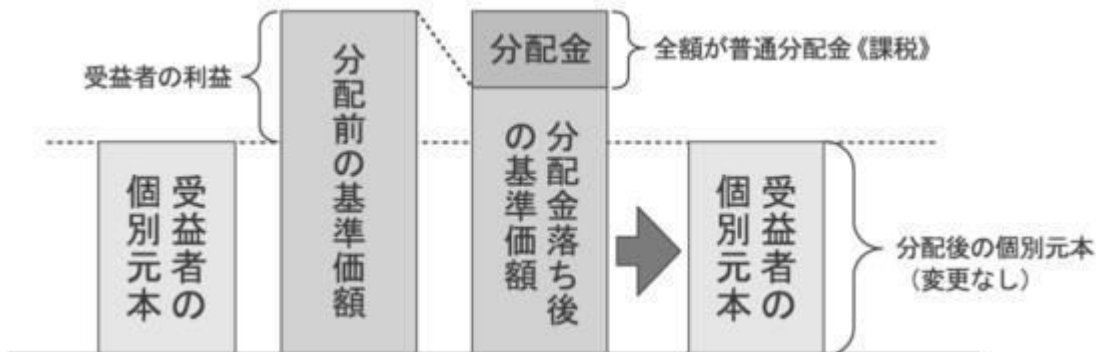 受益者の利益
受益者の
個別元本
分配前の基準価額
分配金
全額が普通分配金《課税》
分配金落ち後
の基準価額
受益者の
個別元本
分配後の個別元本
（変更なし）